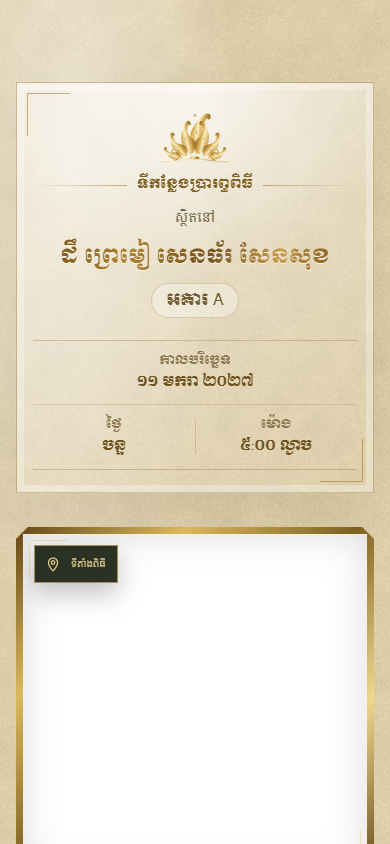 ទីកន្លែងប្រារព្ធពិធី
ស្ថិតនៅ
ដឹ ព្រេមៀ សេនធ័រ សែនសុខ
អគារ A
កាលបរិច្ឆេទ
១១ មករា ២០២៧
ថ្ងៃ
ម៉ោង
ចន្ទ
៥:០០ ល្ងាច
ទីតាំងពិធី